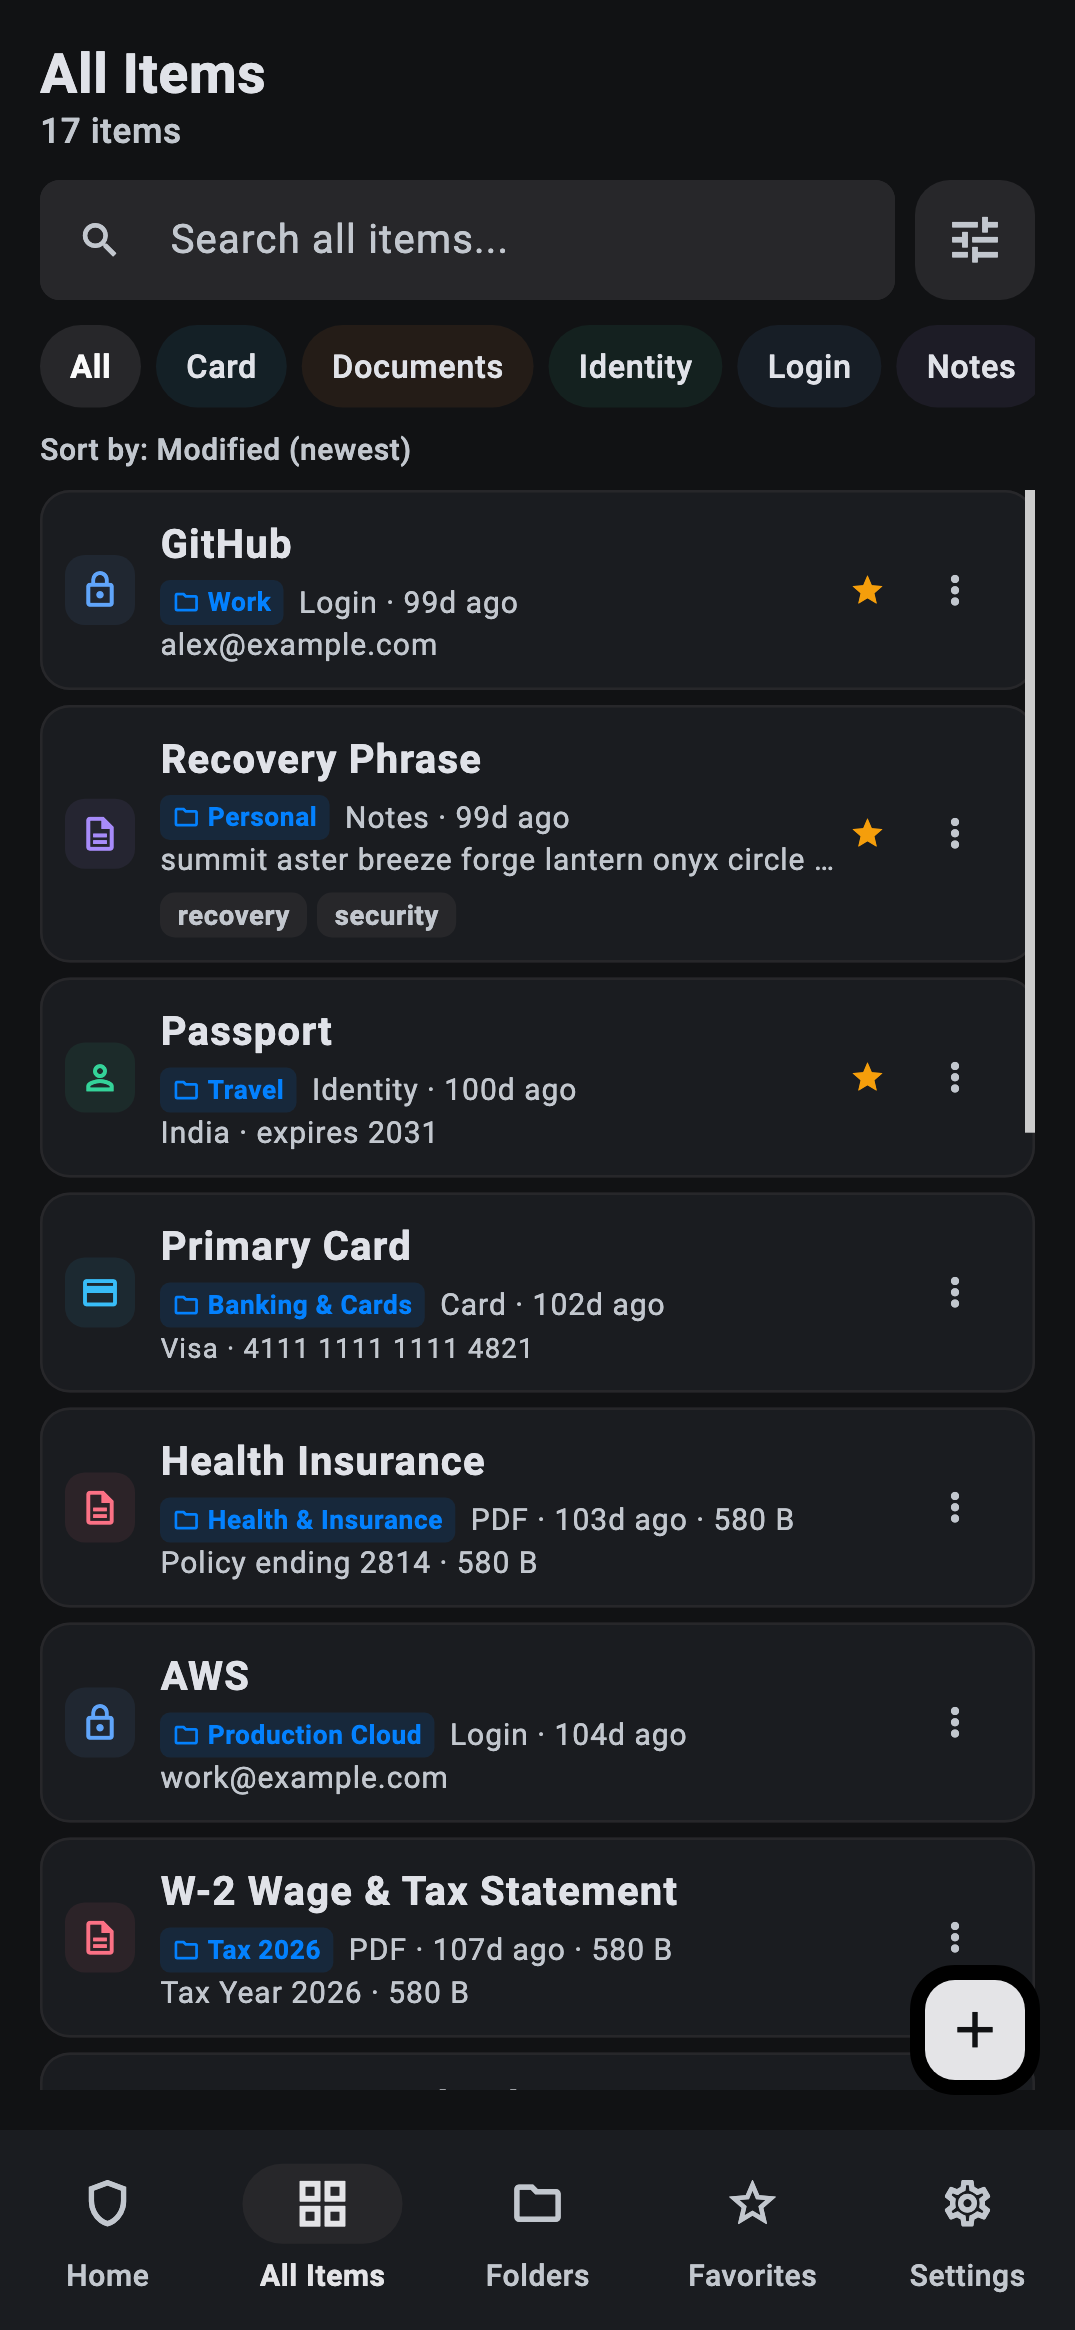 All Items
17 items
Search all items...
All Card Documents Identity Login Notes
Sort by: Modified (newest)
GitHub
Work Login · 99d ago
alex@example.com
Recovery Phrase
Personal Notes · 99d ago
summit aster breeze forge lantern onyx circle ...
recovery security
Passport
Travel Identity · 100d ago
India · expires 2031
Primary Card
Banking & Cards Card · 102d ago
Visa · 4111 1111 1111 4821
Health Insurance
Health & Insurance PDF · 103d ago · 580 B
Policy ending 2814 · 580 B
AWS
Production Cloud Login · 104d ago
work@example.com
W-2 Wage & Tax Statement
Tax 2026 PDF · 107d ago · 580 B
Tax Year 2026 · 580 B
Home All Items Folders Favorites Settings